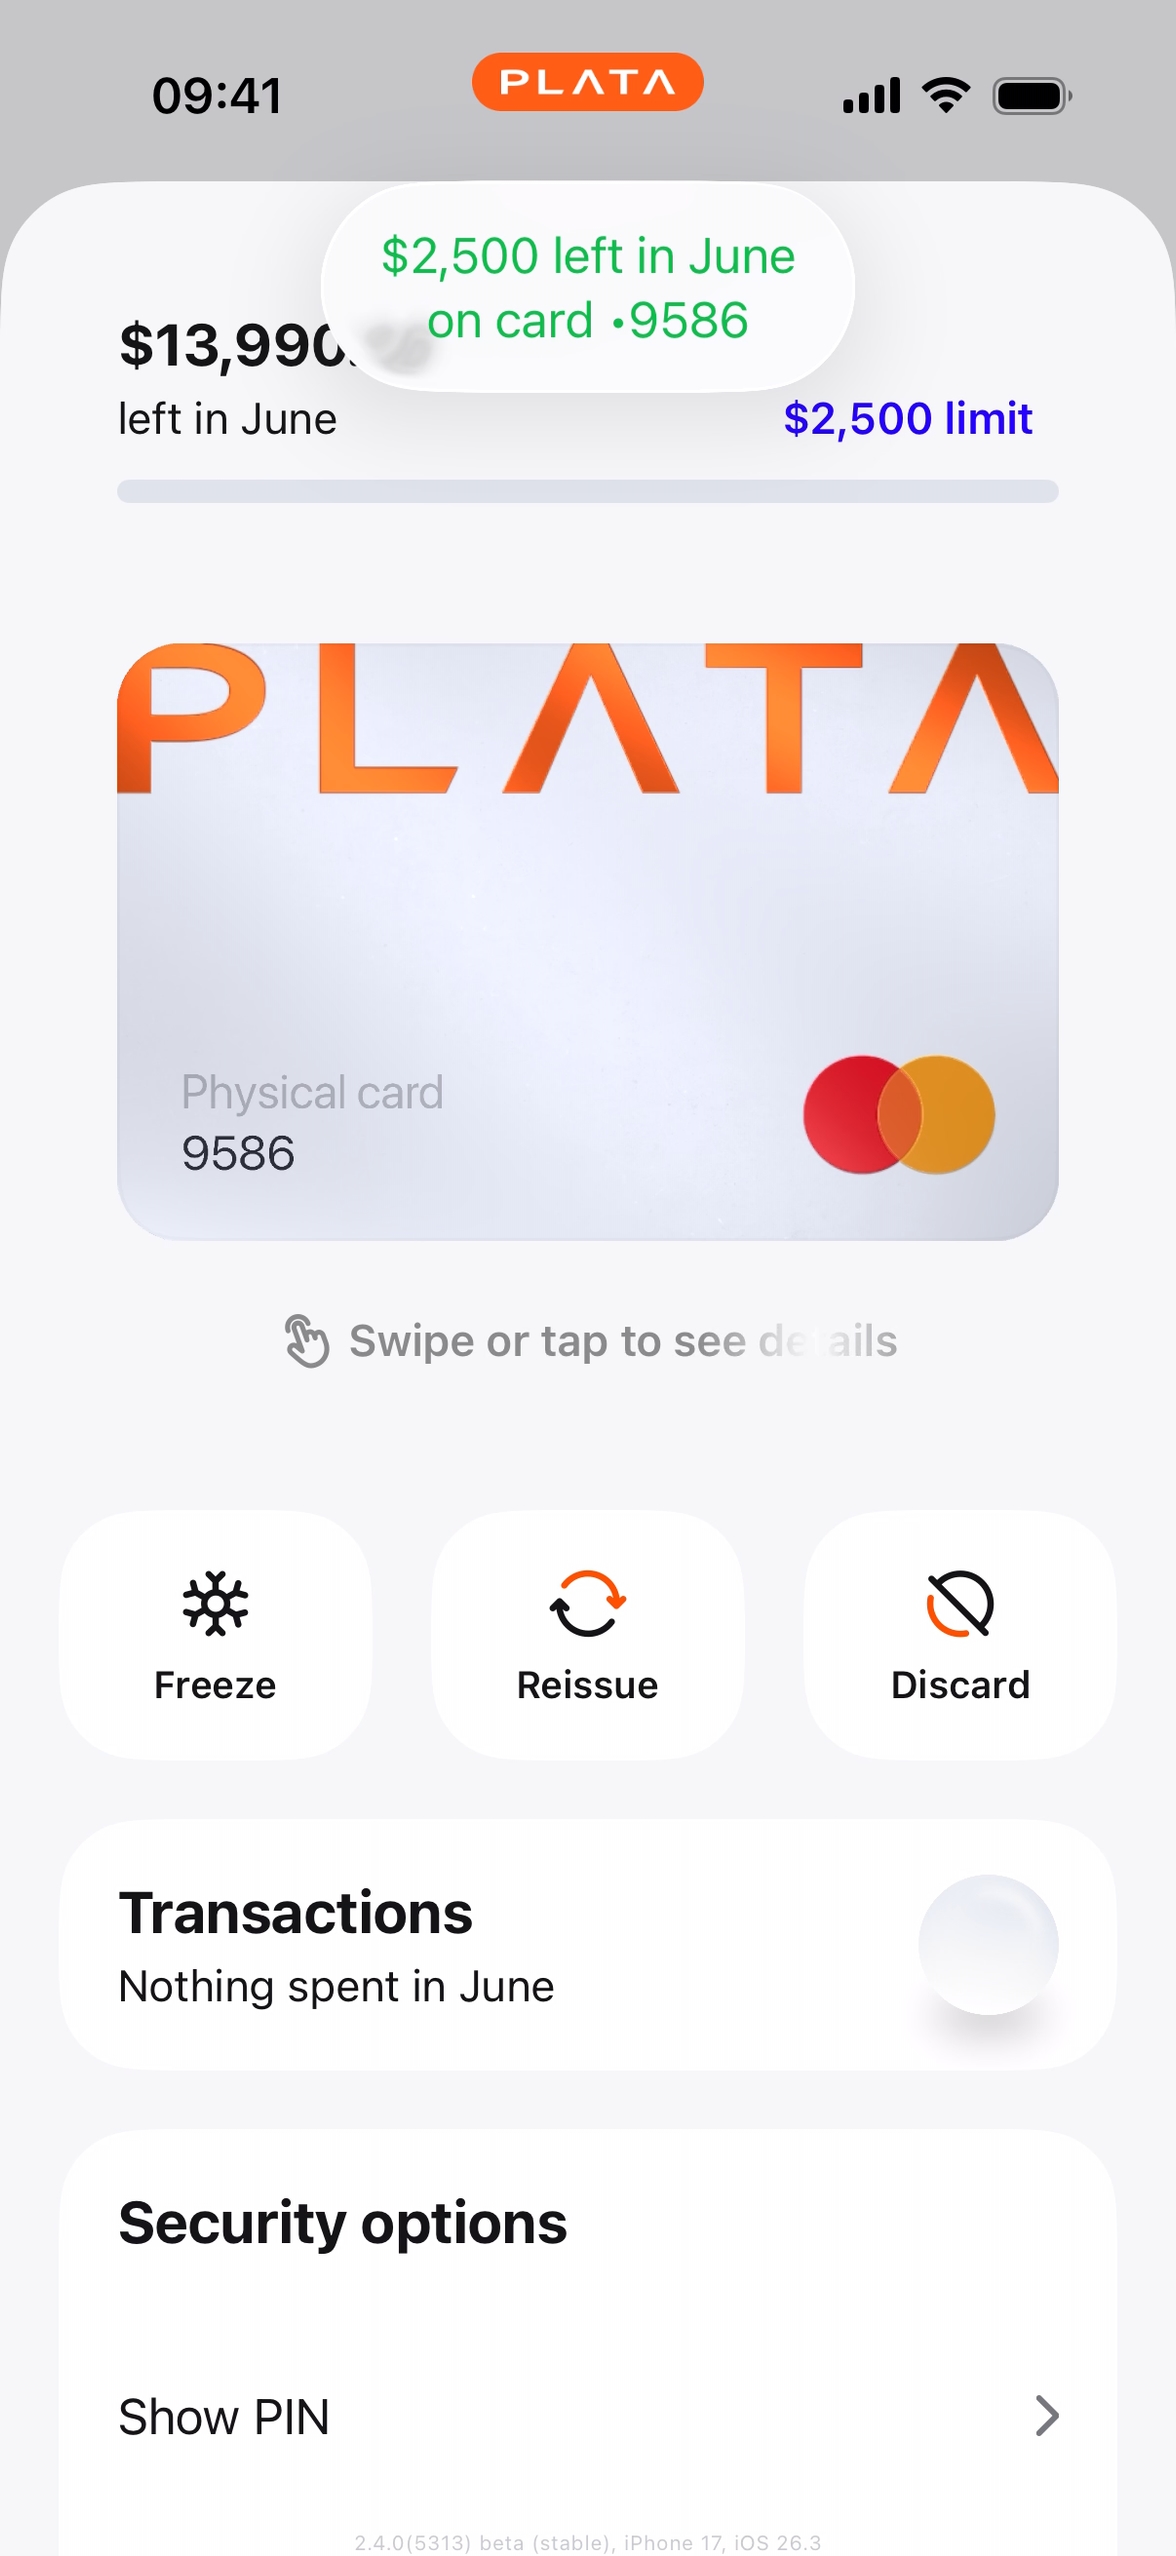 09:41
PLATA
$2,500 left in June
on card •9586
$13,990.
left in June
$2,500 limit
PLATA
Physical card
9586
Swipe or tap to see details
Freeze
Reissue
Discard
Transactions
Nothing spent in June
Security options
Show PIN
2.4.0(5313) beta (stable), iPhone 17, iOS 26.3